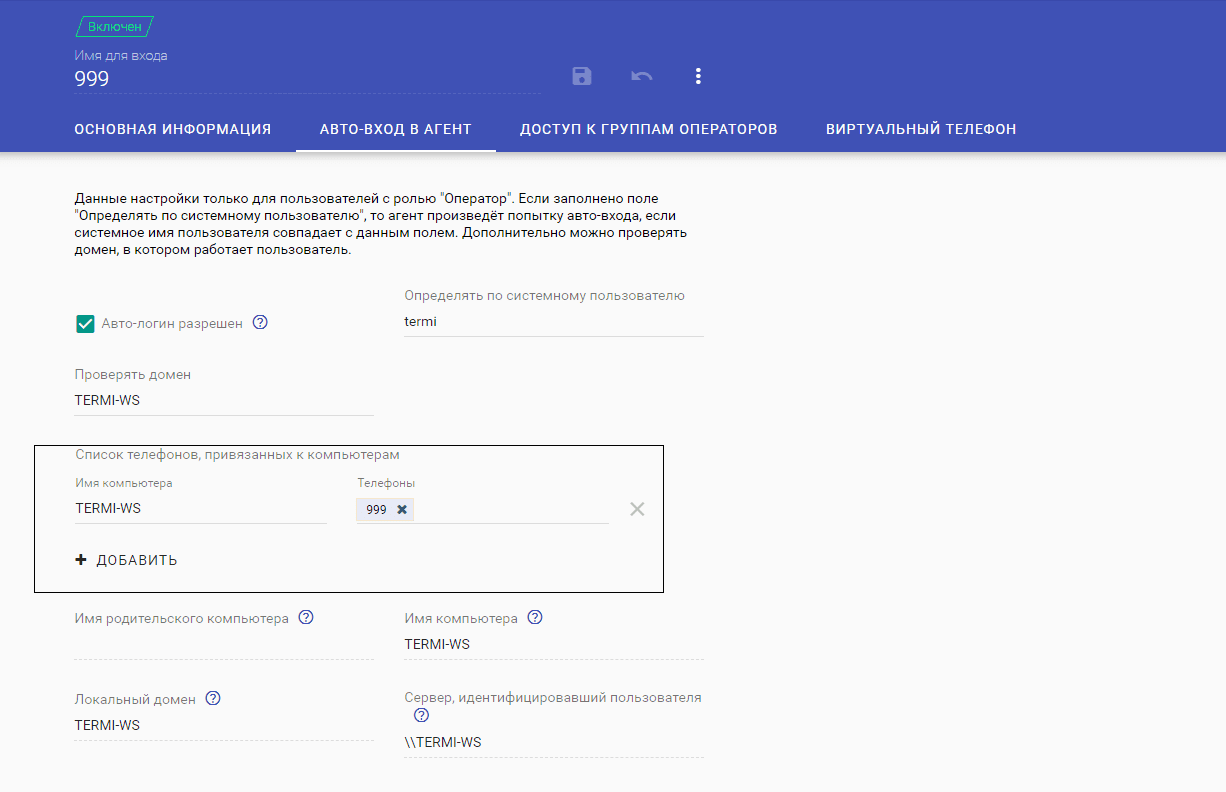 Включен
Имя для входа
999
ОСНОВНАЯ ИНФОРМАЦИЯ
АВТО-ВХОД В АГЕНТ
ДОСТУП К ГРУППАМ ОПЕРАТОРОВ
ВИРТУАЛЬНЫЙ ТЕЛЕФОН
Данные настройки только для пользователей с ролью "Оператор". Если заполнено поле
"Определять по системному пользователю", то агент произведёт попытку авто-входа, если
системное имя пользователя совпадает с данным полем. Дополнительно можно проверять
домен, в котором работает пользователь.
Авто-логин разрешен
Определять по системному пользователю
termi
Проверять домен
TERMI-WS
Список телефонов, привязанных к компьютерам
Имя компьютера
TERMI-WS
Телефоны
999
ДОБАВИТЬ
Имя родительского компьютера
Имя компьютера
TERMI-WS
Локальный домен
TERMI-WS
Сервер, идентифицировавший пользователя
\\TERMI-WS